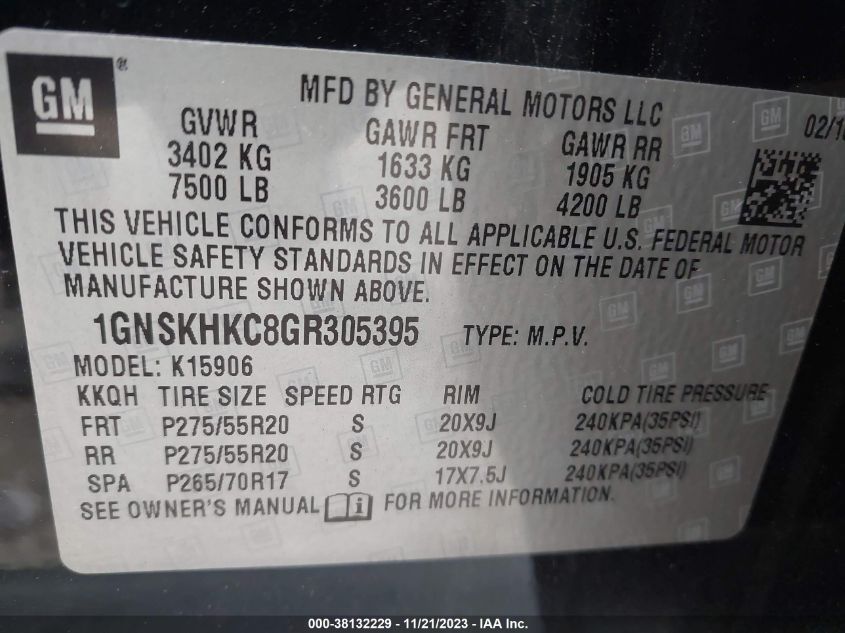 GM ®
MFD BY GENERAL MOTORS LLC
GVWR GAWR FRT GAWR RR
3402 KG 1633 KG 1905 KG
7500 LB 3600 LB 4200 LB
THIS VEHICLE CONFORMS TO ALL APPLICABLE U.S. FEDERAL MOTOR
VEHICLE SAFETY STANDARDS IN EFFECT ON THE DATE OF
MANUFACTURE SHOWN ABOVE.
1GNSKHKC8GR305395 TYPE: M.P.V.
MODEL: K15906
KKQH TIRE SIZE SPEED RTG RIM COLD TIRE PRESSURE
FRT P275/55R20 S 20X9J 240KPA(35PSI)
RR P275/55R20 S 20X9J 240KPA(35PSI)
SPA P265/70R17 S 17X7.5J 240KPA(35PSI)
SEE OWNER'S MANUAL FOR MORE INFORMATION.
000-38132229 - 11/21/2023 - IAA Inc.